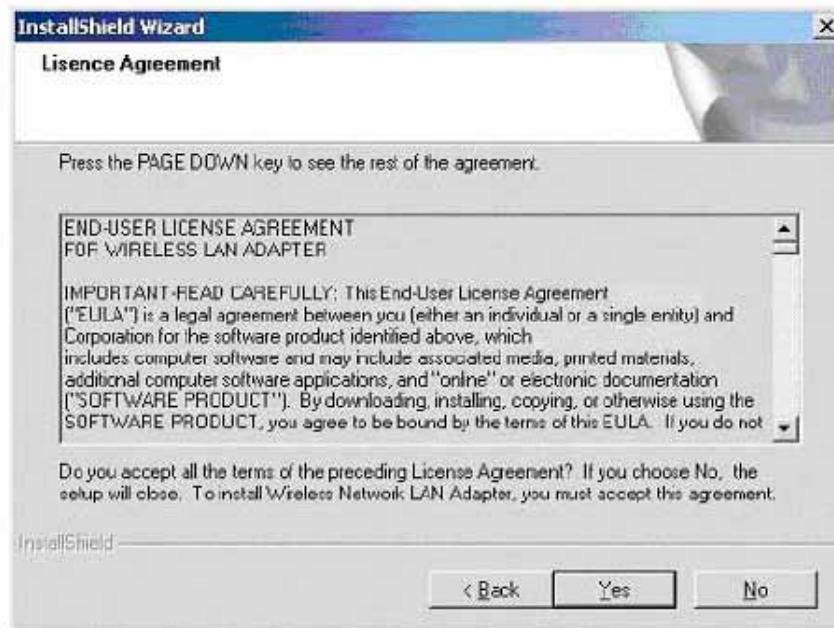 InstallShield Wizard
Lisence Agreement
Press the PAGE DOWN key to see the rest of the agreement.
END-USER LICENSE AGREEMENT
FOR WIRELESS LAN ADAPTER
IMPORTANT-READ CAREFULLY: This End-User License Agreement
("EULA") is a legal agreement between you (either an individual or a single entity) and
Corporation for the software product identified above, which
includes computer software and may include associated media, printed materials,
additional computer software applications, and "online" or electronic documentation
("SOFTWARE PRODUCT"). By downloading, installing, copying, or otherwise using the
SOFTWARE PRODUCT, you agree to be bound by the terms of this EULA. If you do not
Do you accept all the terms of the preceding License Agreement? If you choose No, the
setup will close. To install Wireless Network LAN Adapter, you must accept this agreement.
InstallShield
< Back Yes No